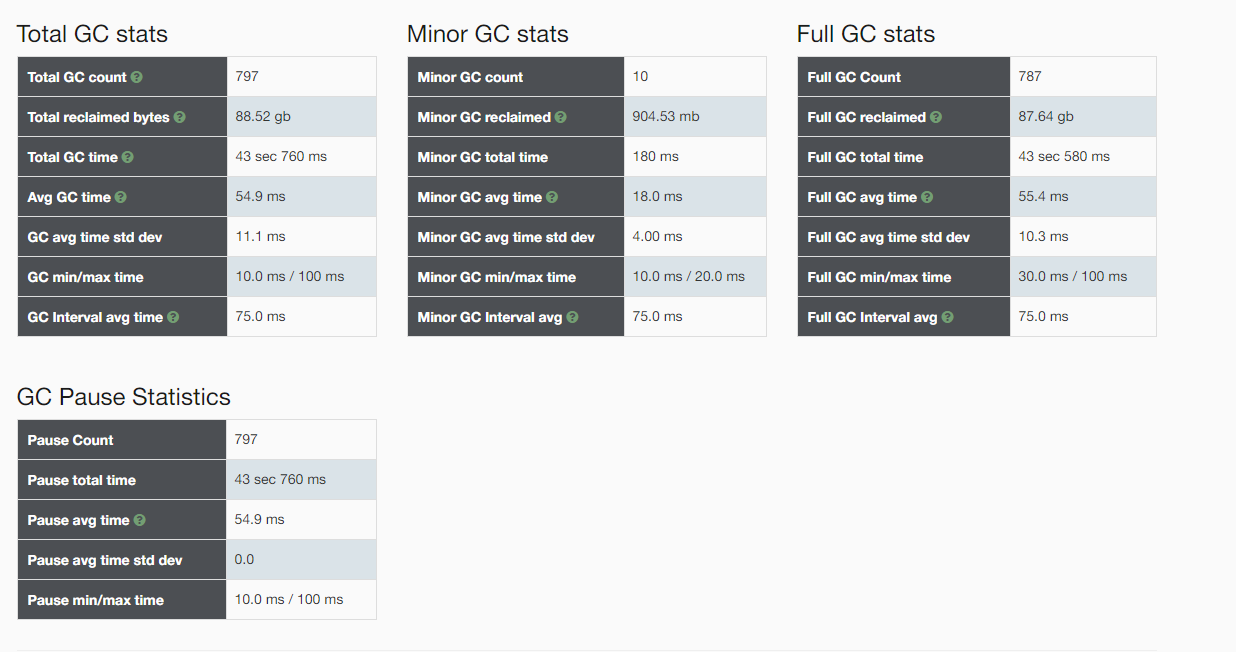 Total GC stats
Total GC count 797
Total reclaimed bytes 88.52 gb
Total GC time 43 sec 760 ms
Avg GC time 54.9 ms
GC avg time std dev 11.1 ms
GC min/max time 10.0 ms / 100 ms
GC Interval avg time 75.0 ms
Minor GC stats
Minor GC count 10
Minor GC reclaimed 904.53 mb
Minor GC total time 180 ms
Minor GC avg time 18.0 ms
Minor GC avg time std dev 4.00 ms
Minor GC min/max time 10.0 ms / 20.0 ms
Minor GC Interval avg 75.0 ms
Full GC stats
Full GC Count 787
Full GC reclaimed 87.64 gb
Full GC total time 43 sec 580 ms
Full GC avg time 55.4 ms
Full GC avg time std dev 10.3 ms
Full GC min/max time 30.0 ms / 100 ms
Full GC Interval avg 75.0 ms
GC Pause Statistics
Pause Count 797
Pause total time 43 sec 760 ms
Pause avg time 54.9 ms
Pause avg time std dev 0.0
Pause min/max time 10.0 ms / 100 ms